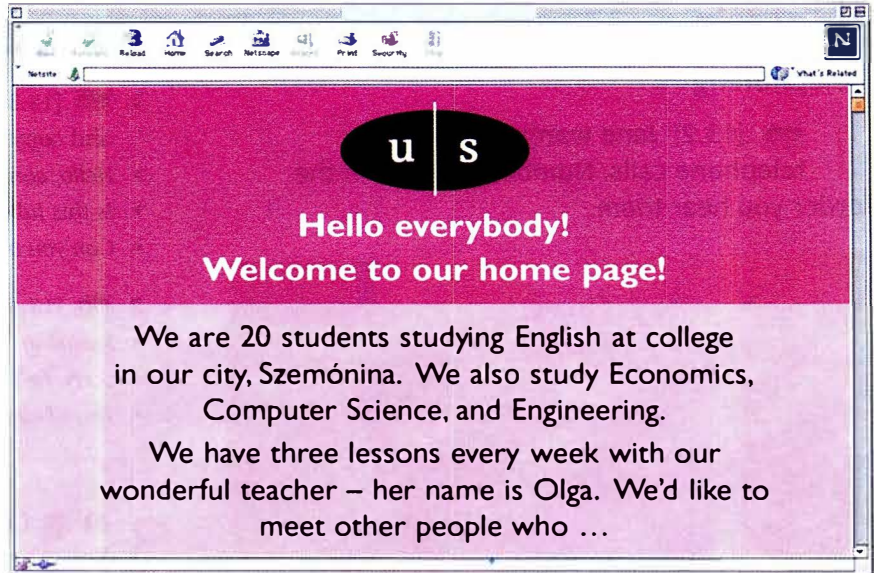 Reload Home Search Netscape Print Security
Netsite
What's Related
N
u s
Hello everybody!
Welcome to our home page!
We are 20 students studying English at college
in our city, Szemónina. We also study Economics,
Computer Science, and Engineering.
We have three lessons every week with our
wonderful teacher – her name is Olga. We'd like to
meet other people who …